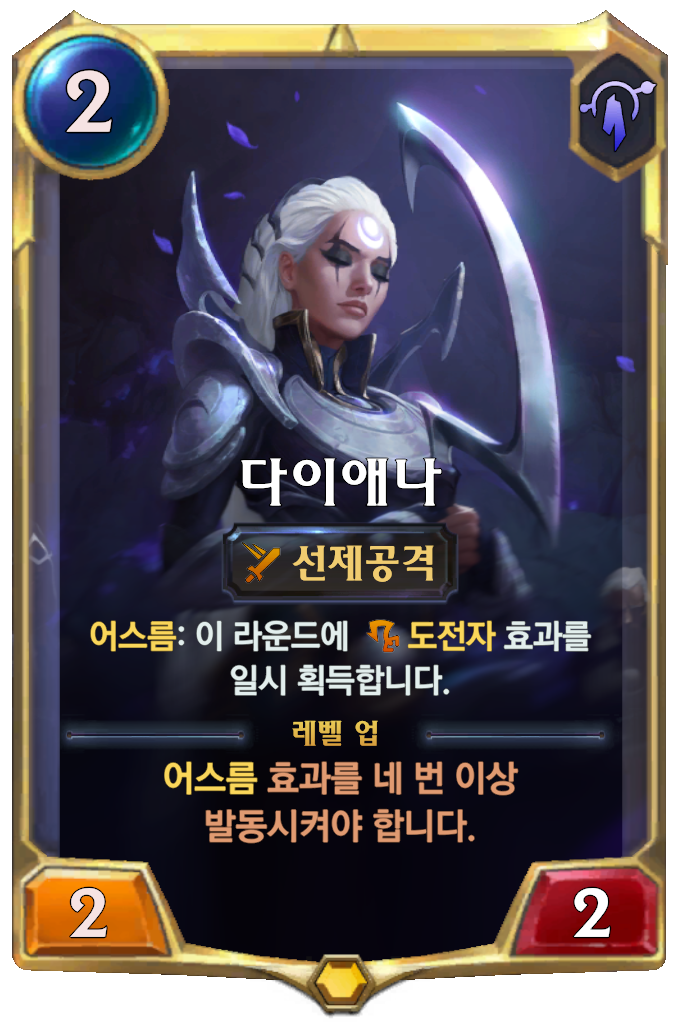 2
다이애나
선제공격
어스름: 이 라운드에 도전자 효과를
일시 획득합니다.
레벨 업
어스름 효과를 네 번 이상
발동시켜야 합니다.
2
2